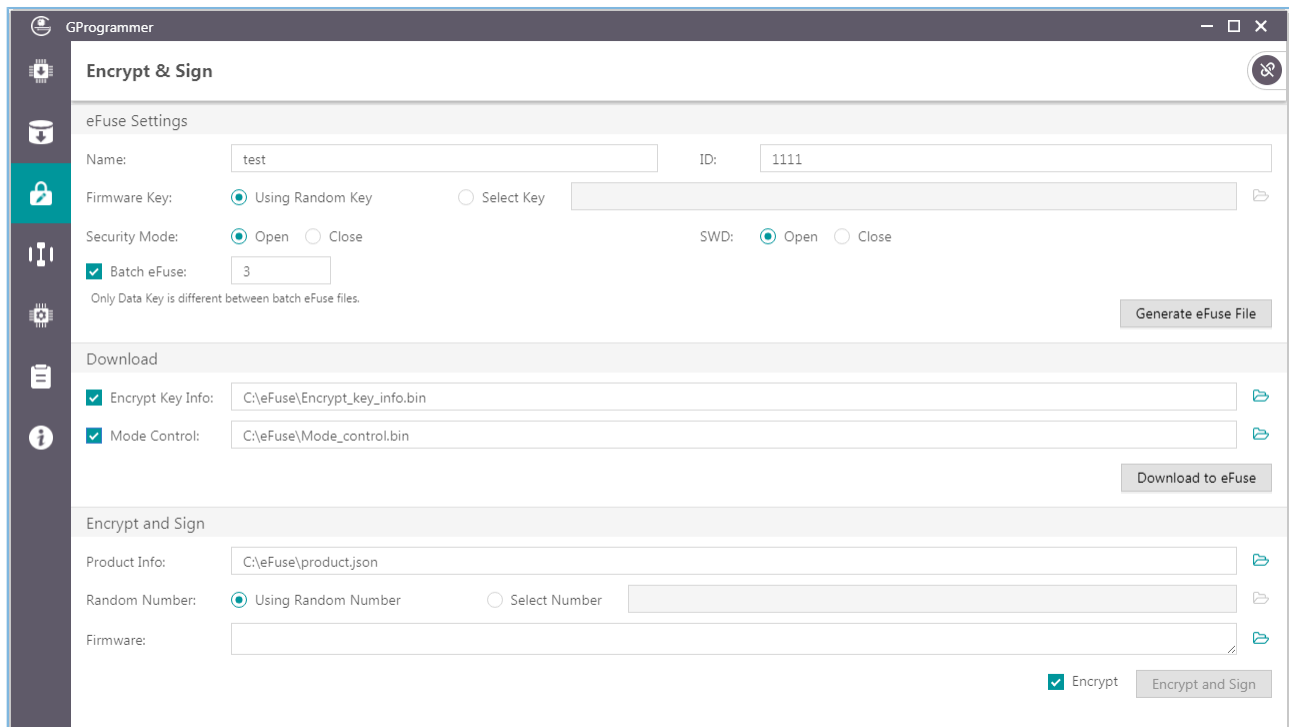 GProgrammer
Encrypt & Sign
eFuse Settings
Name: test ID: 1111
Firmware Key: Using Random Key Select Key
Security Mode: Open Close SWD: Open Close
Batch eFuse: 3
Only Data Key is different between batch eFuse files.
Generate eFuse File
Download
Encrypt Key Info: C:\eFuse\Encrypt_key_info.bin
Mode Control: C:\eFuse\Mode_control.bin
Download to eFuse
Encrypt and Sign
Product Info: C:\eFuse\product.json
Random Number: Using Random Number Select Number
Firmware:
Encrypt Encrypt and Sign